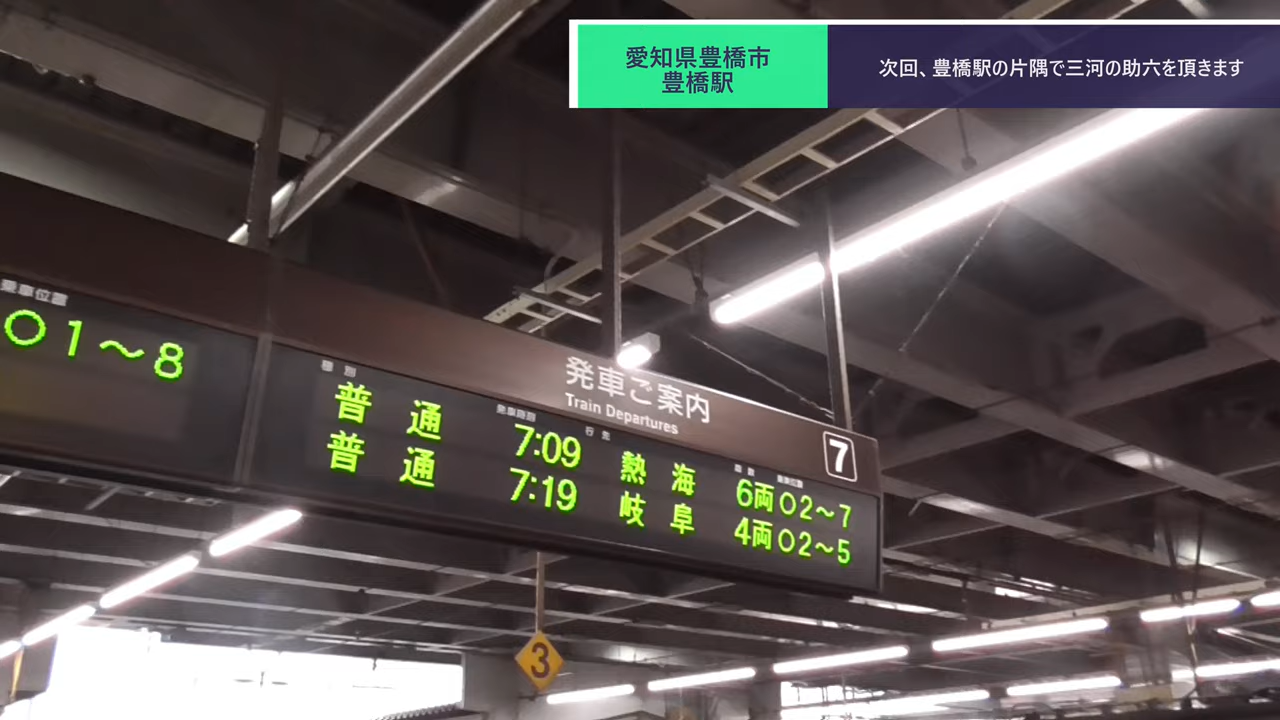 愛知県豊橋市
豊橋駅
次回、豊橋駅の片隅で三河の助六を頂きます
乗車位置
○1～8
発車ご案内
Train Departures
7
種別 発車時刻 行先 両数 乗車位置
普通 7:09 熱海 6両 ○2～7
普通 7:19 岐阜 4両 ○2～5
3